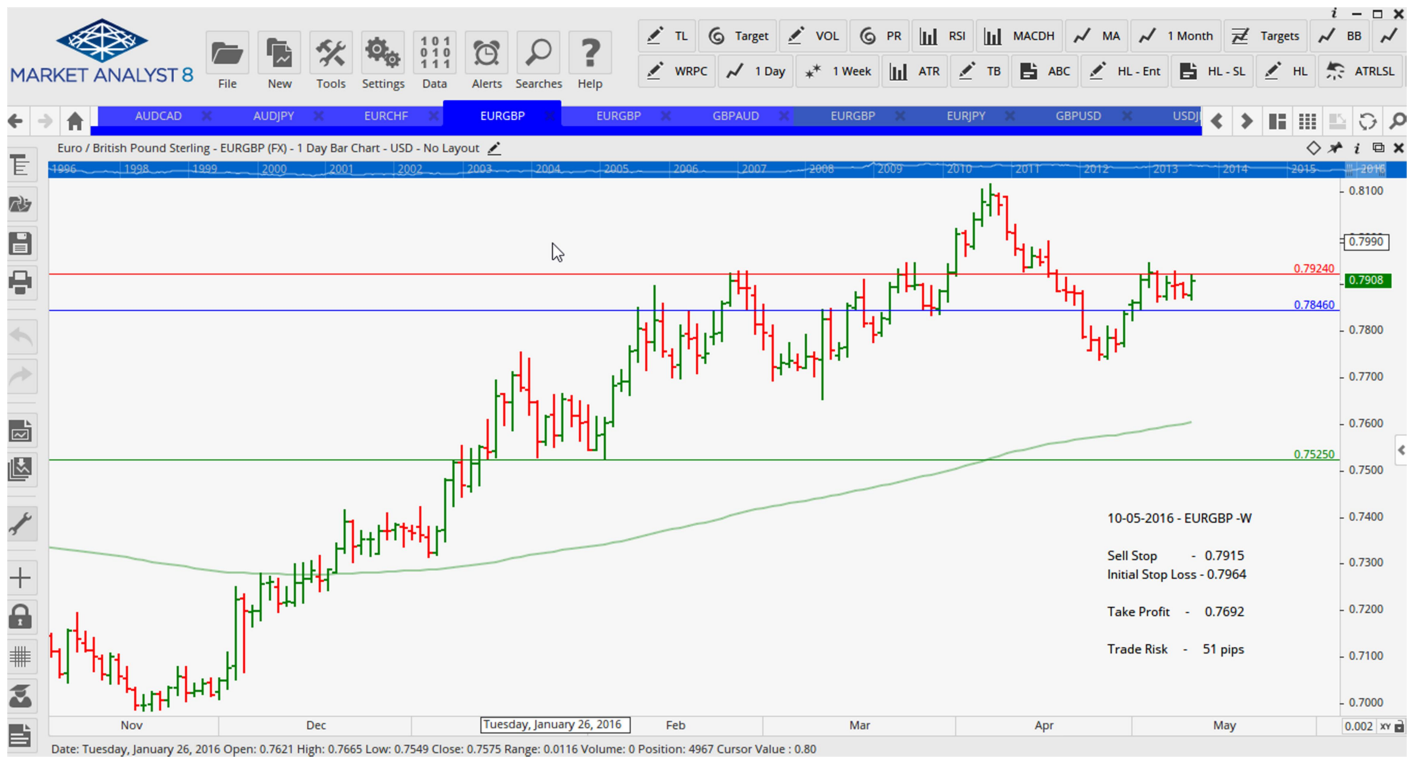 MARKET ANALYST 8
File
New
Tools
Settings
101
010
111
Data
Alerts
Searches
?
Help
TL
Target
VOL
PR
RSI
MACDH
MA
1 Month
Targets
BB
WRPC
1 Day
1 Week
ATR
TB
ABC
HL - Ent
HL - SL
HL
ATRLSL
AUDCAD
AUDJPY
EURCHF
EURGBP
EURGBP
GBPAUD
EURGBP
EURJPY
GBPUSD
Euro / British Pound Sterling - EURGBP (FX) - 1 Day Bar Chart - USD - No Layout
1996 1998 1999 2000 2001 2002 2003 2004 2005 2006 2007 2008 2009 2010 2011 2012 2013 2014 2015 2016
0.8100
0.7990
0.79240
0.7908
0.78460
0.7800
0.7700
0.7600
0.75250
0.7500
0.7400
0.7300
0.7200
0.7100
0.7000
10-05-2016 - EURGBP -W
Sell Stop - 0.7915
Initial Stop Loss - 0.7964
Take Profit - 0.7692
Trade Risk - 51 pips
Nov Dec Tuesday, January 26, 2016 Feb Mar Apr May
0.002 XY
Date: Tuesday, January 26, 2016 Open: 0.7621 High: 0.7665 Low: 0.7549 Close: 0.7575 Range: 0.0116 Volume: 0 Position: 4967 Cursor Value : 0.80